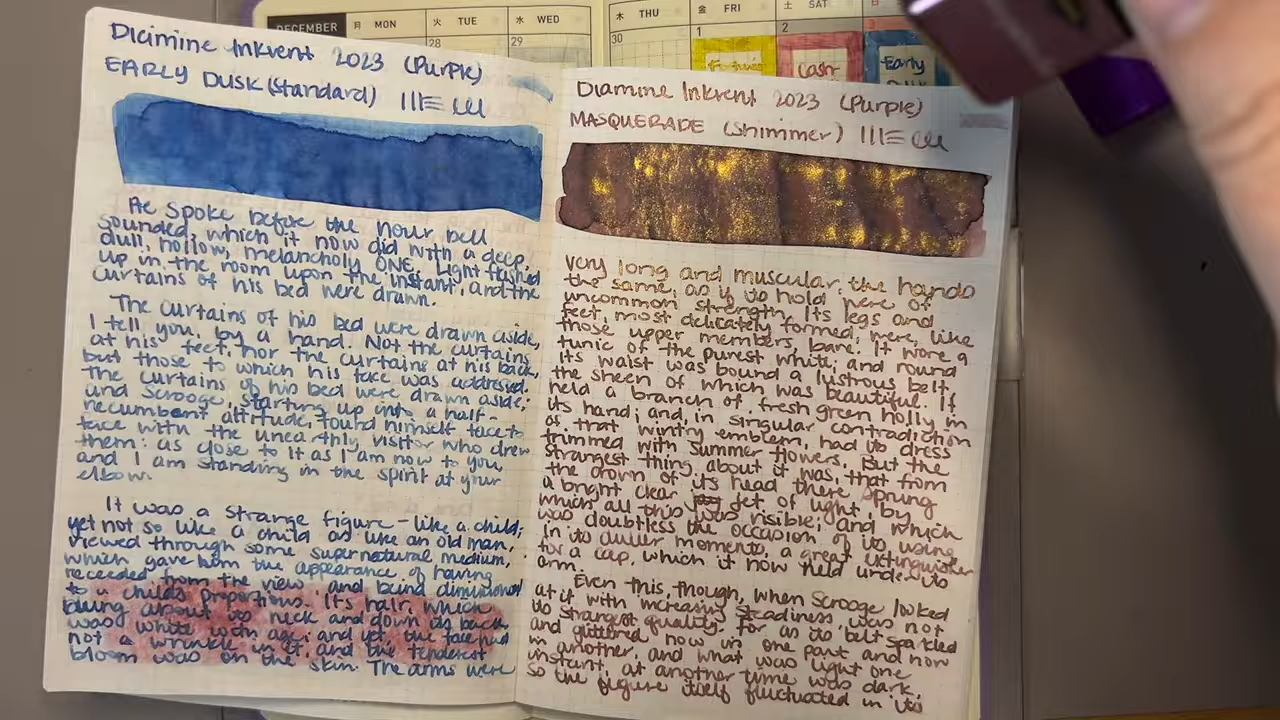 DECEMBER 月 MON 火 TUE 水 WED 木 THU 金 FRI 土 SAT
28 29 30 1 2 3
Cash Early
Diamine Inkvent 2023 (Purple)
EARLY DUSK (Standard)
He spoke before the hour bell
sounded, which it now did with a deep,
dull, hollow, melancholy ONE. Light flashed
up in the room upon the instant, and the
curtains of his bed were drawn.
The curtains of his bed were drawn aside,
I tell you, by a hand. Not the curtains
at his feet, nor the curtains at his back,
but those to which his face was addressed.
The curtains of his bed were drawn aside;
and Scrooge, starting up into a half-
recumbent attitude, found himself face to
face with the unearthly visitor who drew
them: as close to it as I am now to you,
and I am standing in the spirit at your
elbow.
It was a strange figure - like a child;
yet not so like a child as like an old man,
viewed through some supernatural medium,
which gave him the appearance of having
receeded from the view, and being diminished
to a child's proportions. Its hair, which
hung about its neck and down its back,
was white with age; and yet the face had
not a wrinkle in it, and the tenderest
bloom was on the skin. The arms were
Diamine Inkvent 2023 (Purple)
MASQUERADE (Shimmer)
very long and muscular; the hands
the same, as if its hold were of
uncommon strength. Its legs and
feet, most delicately formed, were, like
those upper members, bare. It wore a
tunic of the purest white; and round
its waist was bound a lustrous belt,
the sheen of which was beautiful. It
held a branch of fresh green holly in
its hand; and, in singular contradiction
of that wintry emblem, had its dress
trimmed with summer flowers. But the
strangest thing about it was, that from
the crown of its head there sprung
a bright clear jet of light, by
which all this was visible; and which
was doubtless the occasion of its using,
in its duller moments, a great extinguisher
for a cap, which it now held under its
arm.
Even this, though, when Scrooge looked
at it with increasing steadiness, was not
its strangest quality. For as its belt sparkled
and glittered now in one part and now
in another, and what was light one
instant, at another time was dark,
so the figure itself fluctuated in its